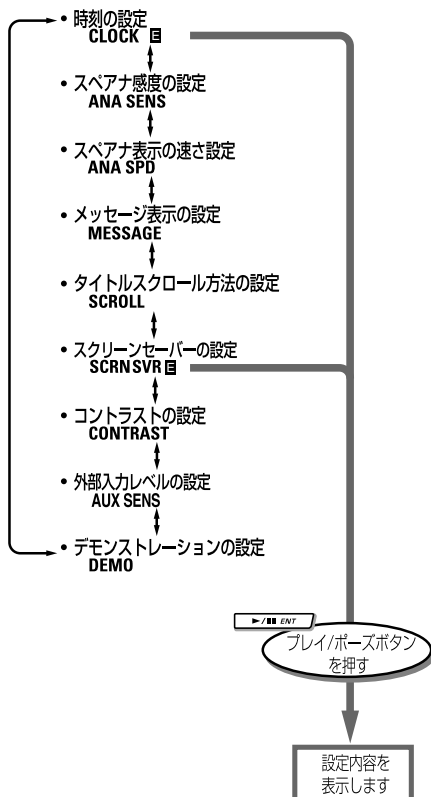 • 時刻の設定
CLOCK E
• スペアナ感度の設定
ANA SENS
• スペアナ表示の速さ設定
ANA SPD
• メッセージ表示の設定
MESSAGE
• タイトルスクロール方法の設定
SCROLL
• スクリーンセーバーの設定
SCRN SVR E
• コントラストの設定
CONTRAST
• 外部入力レベルの設定
AUX SENS
• デモンストレーションの設定
DEMO
►/▮▮ ENT
プレイ/ポーズボタン
を押す
設定内容を
表示します